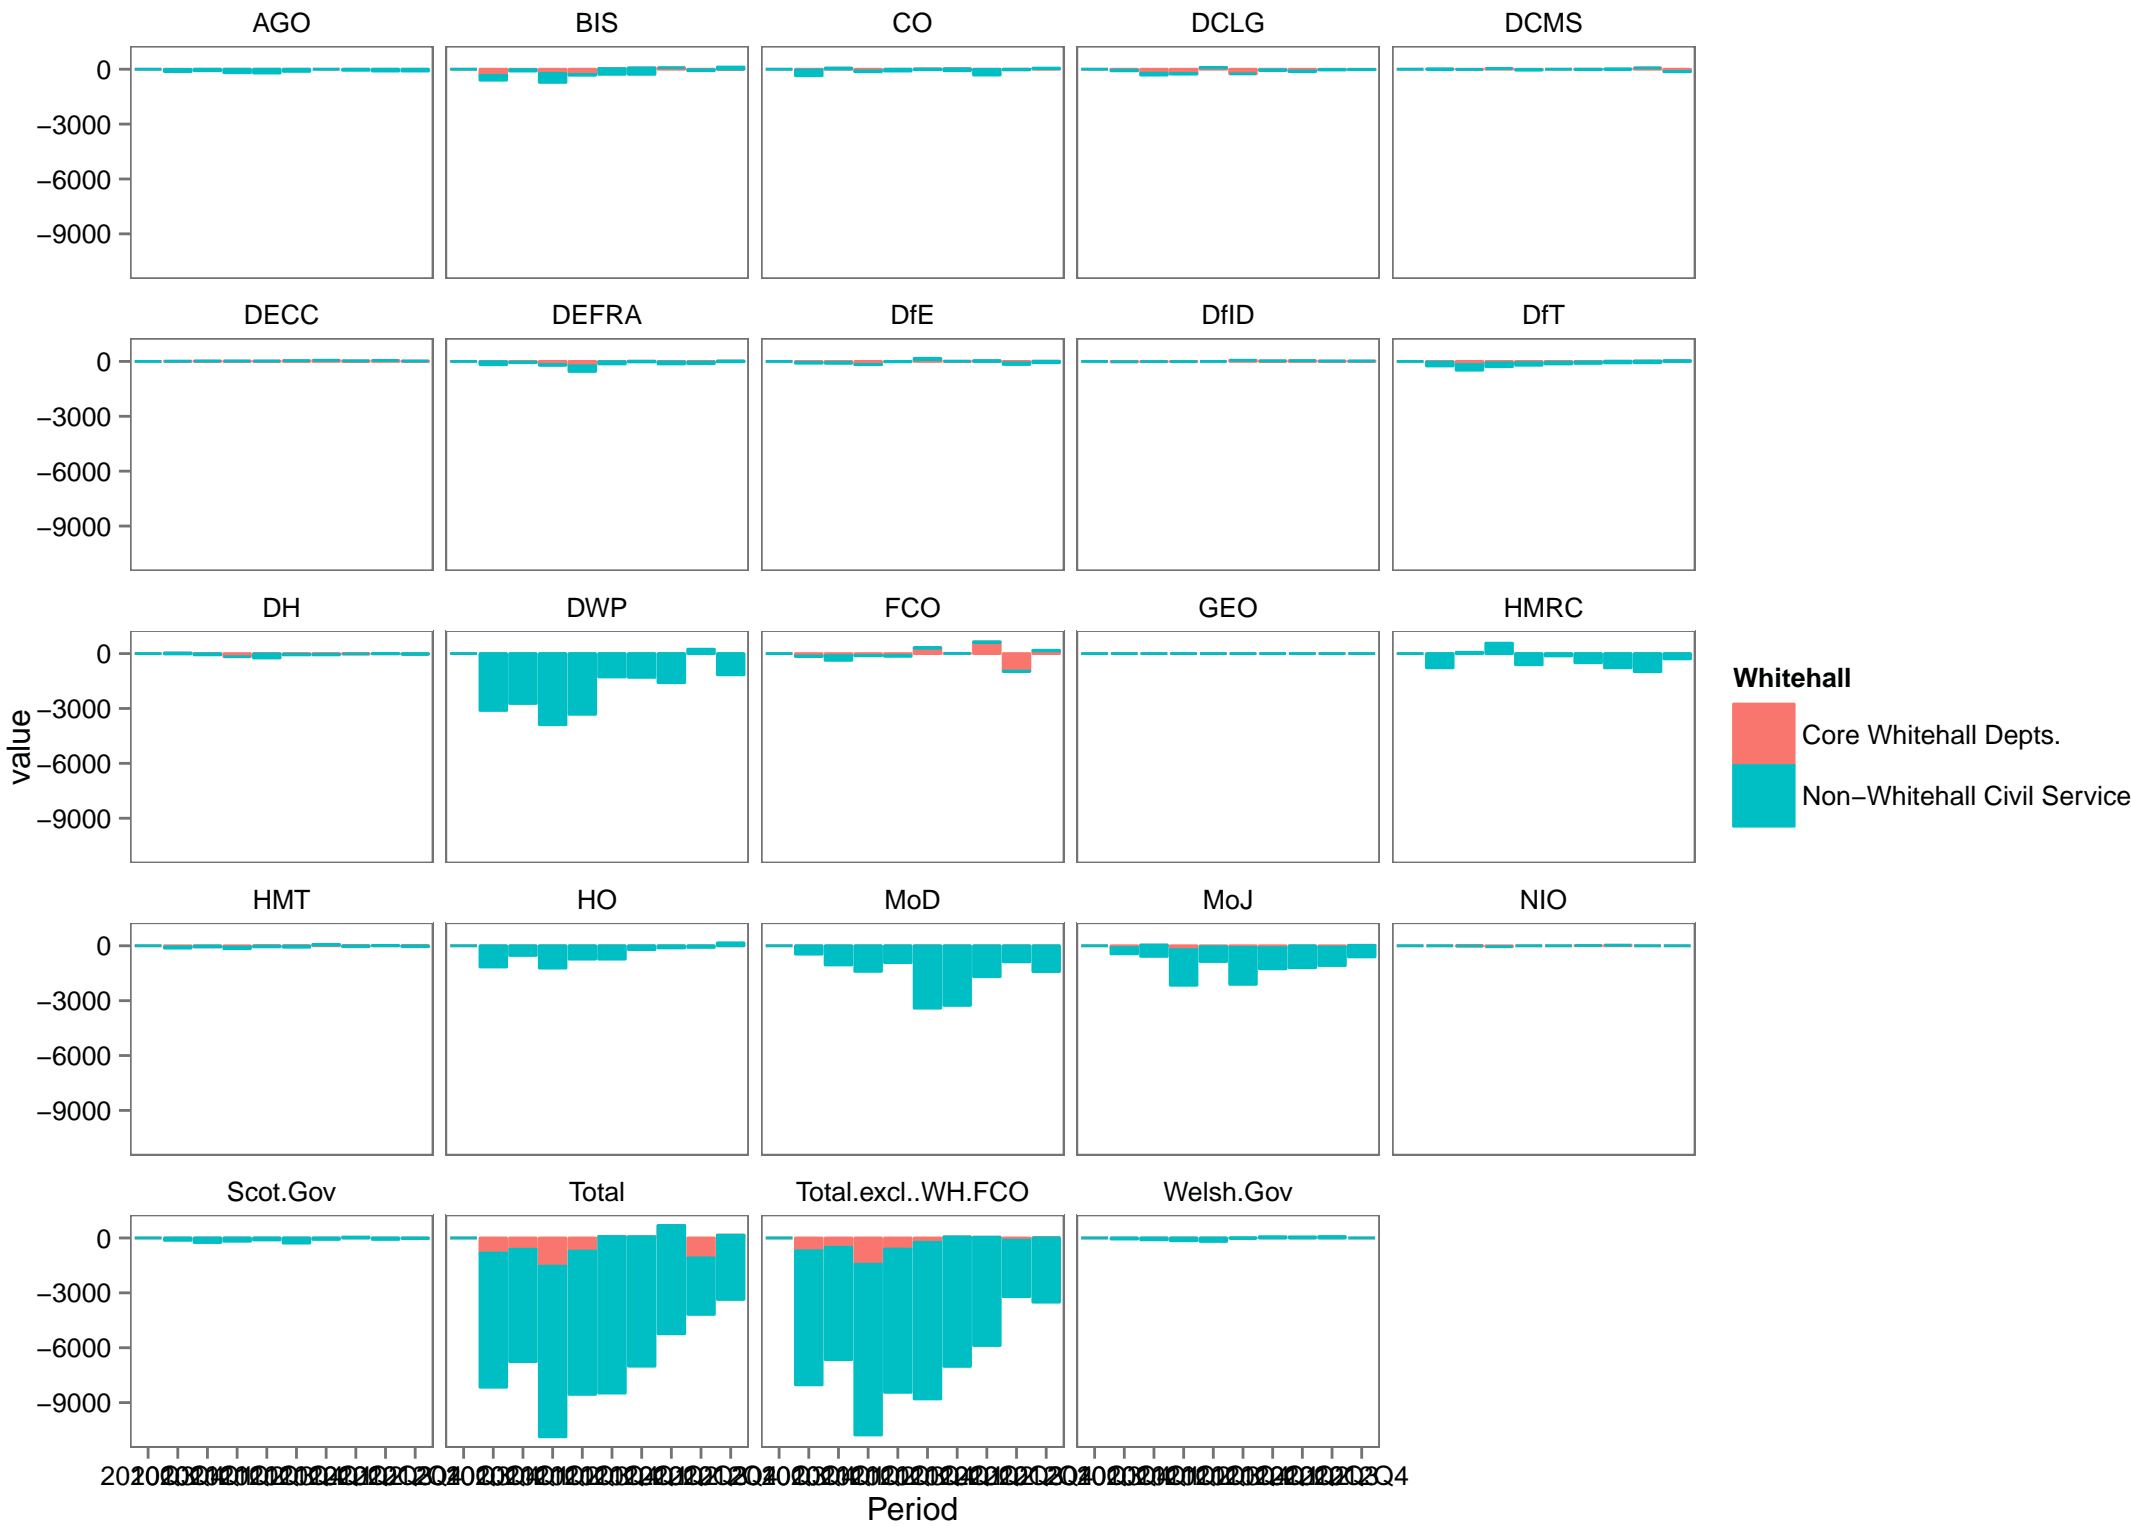 AGO BIS CO DCLG DCMS
0
−3000
−6000
−9000
DECC DEFRA DfE DfID DfT
0
−3000
−6000
−9000
DH DWP FCO GEO HMRC
0
−3000
−6000
−9000
HMT HO MoD MoJ NIO
0
−3000
−6000
−9000
Scot.Gov Total Total.excl..WH.FCO Welsh.Gov
0
−3000
−6000
−9000
Period
value
Whitehall
Core Whitehall Depts.
Non−Whitehall Civil Service